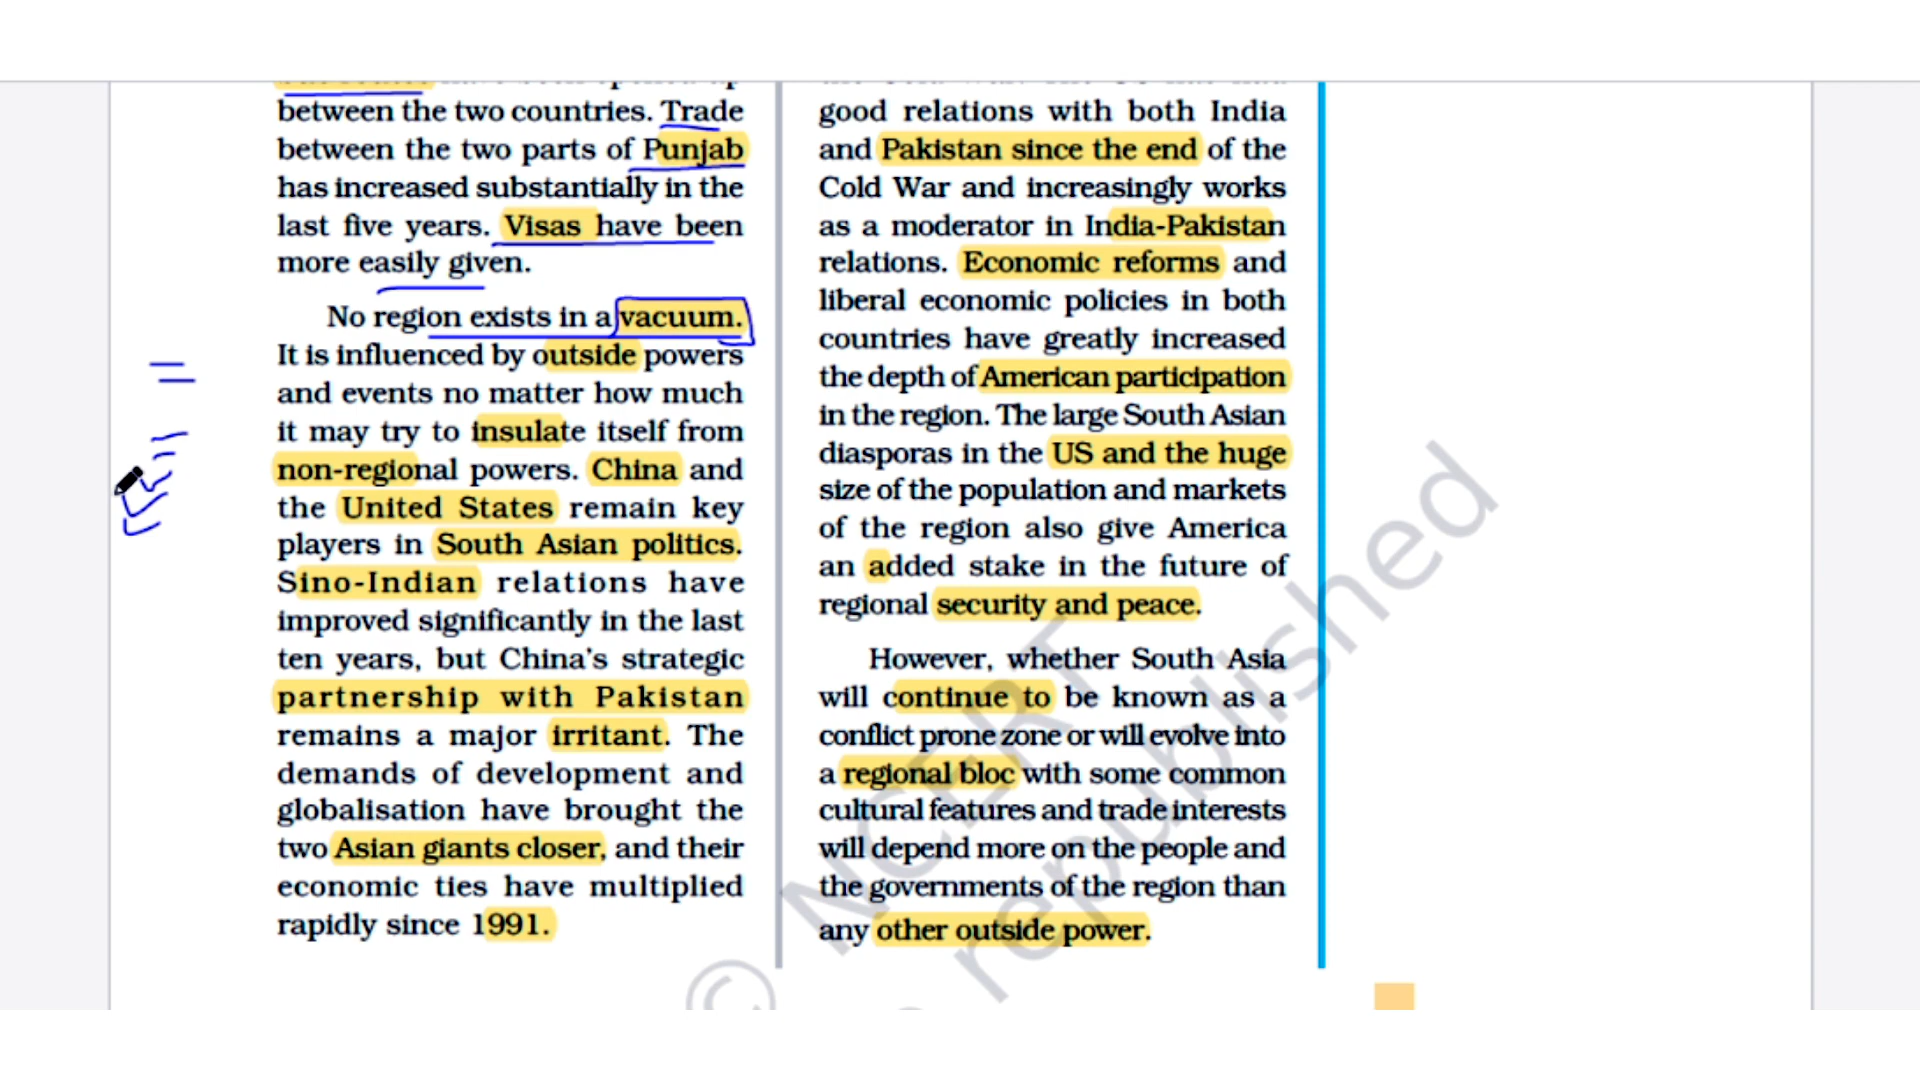 between the two countries. Trade
between the two parts of Punjab
has increased substantially in the
last five years. Visas have been
more easily given.
No region exists in a vacuum.
It is influenced by outside powers
and events no matter how much
it may try to insulate itself from
non-regional powers. China and
the United States remain key
players in South Asian politics.
Sino-Indian relations have
improved significantly in the last
ten years, but China's strategic
partnership with Pakistan
remains a major irritant. The
demands of development and
globalisation have brought the
two Asian giants closer, and their
economic ties have multiplied
rapidly since 1991.
good relations with both India
and Pakistan since the end of the
Cold War and increasingly works
as a moderator in India-Pakistan
relations. Economic reforms and
liberal economic policies in both
countries have greatly increased
the depth of American participation
in the region. The large South Asian
diasporas in the US and the huge
size of the population and markets
of the region also give America
an added stake in the future of
regional security and peace.
However, whether South Asia
will continue to be known as a
conflict prone zone or will evolve into
a regional bloc with some common
cultural features and trade interests
will depend more on the people and
the governments of the region than
any other outside power.
© NCERT
republished